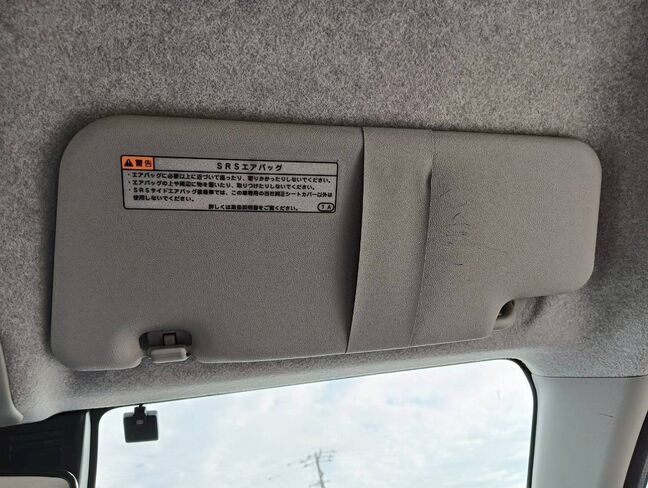 警告
SRSエアバッグ
・エアバッグに必要以上に近づいて座ったり、寄りかかったりしないでください。
・エアバッグの上や周辺に物を置いたり、取りつけたりしないでください。
・SRSサイドエアバッグ装着車では、この車専用の当社純正シートカバー以外は
使用しないでください。
詳しくは取扱説明書をご覧ください。
1A